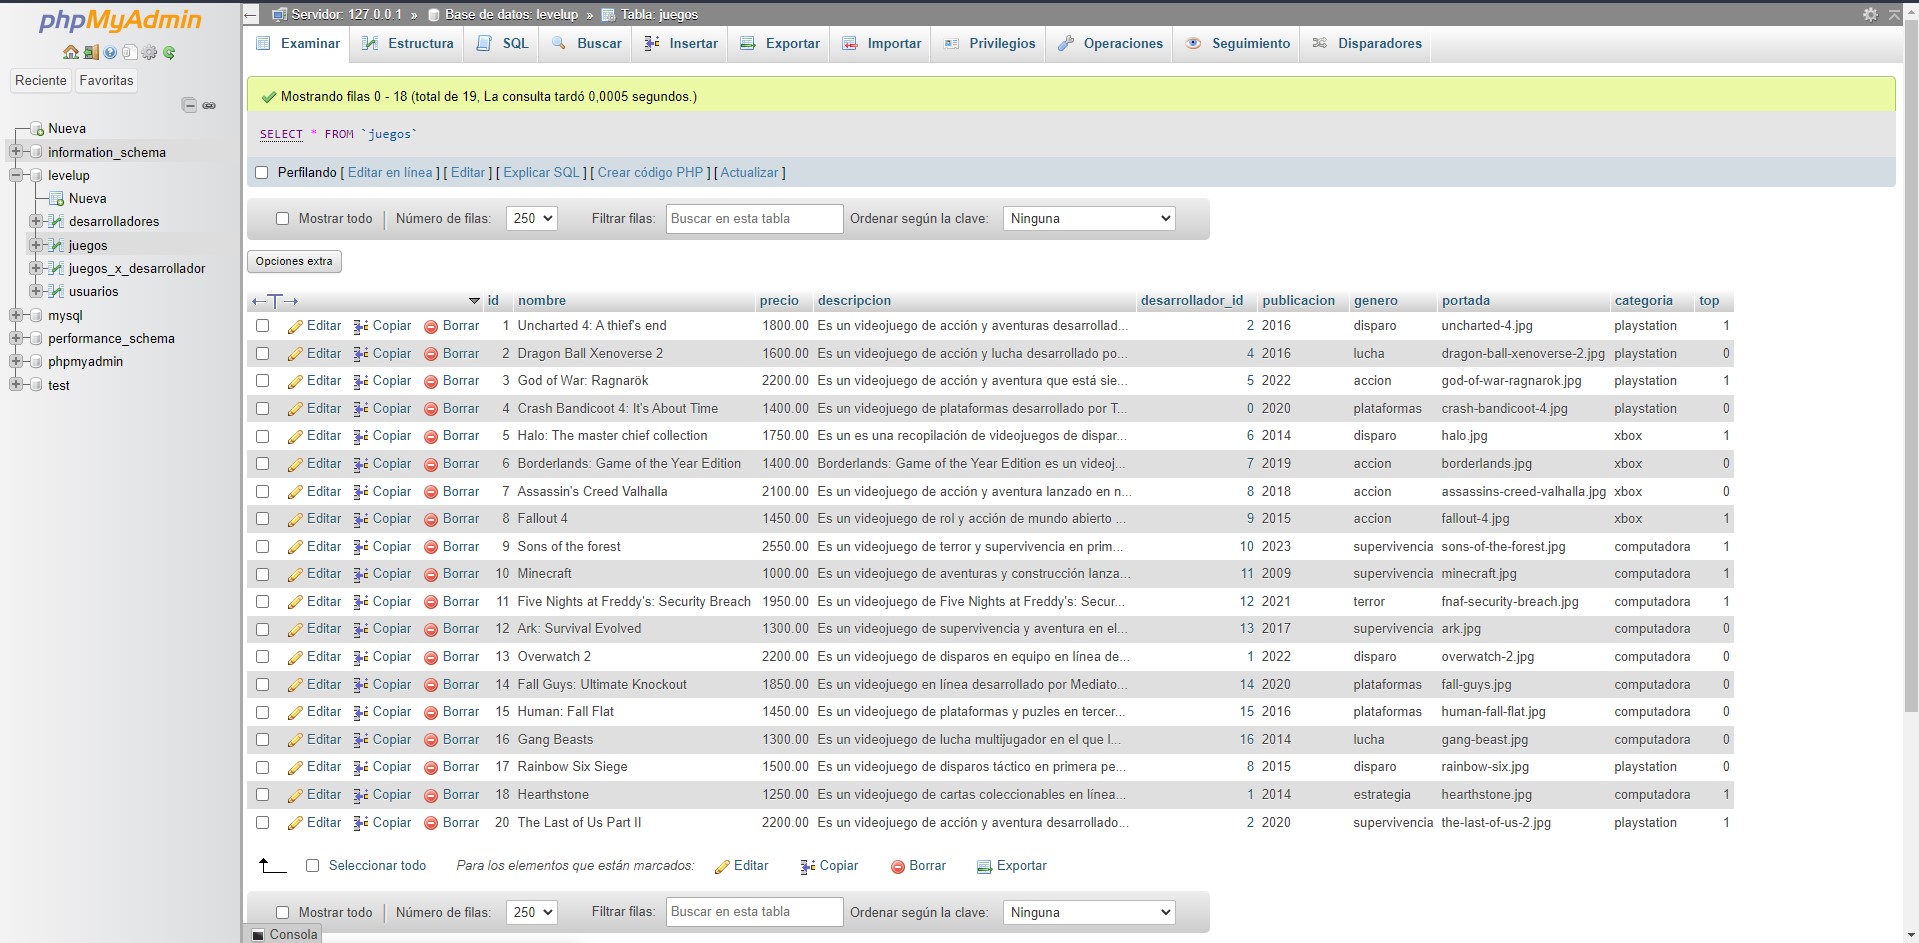 phpMyAdmin
Reciente Favoritas
Nueva
information_schema
levelup
Nueva
desarrolladores
juegos
juegos_x_desarrollador
usuarios
mysql
performance_schema
phpmyadmin
test
Servidor: 127.0.0.1 » Base de datos: levelup » Tabla: juegos
Examinar Estructura SQL Buscar Insertar Exportar Importar Privilegios Operaciones Seguimiento Disparadores
Mostrando filas 0 - 18 (total de 19, La consulta tardó 0,0005 segundos.)
SELECT * FROM `juegos`
Perfilando [ Editar en línea ] [ Editar ] [ Explicar SQL ] [ Crear código PHP ] [ Actualizar ]
Mostrar todo | Número de filas: 250 Filtrar filas: Buscar en esta tabla Ordenar según la clave: Ninguna
Opciones extra
←T→ id nombre precio descripcion desarrollador_id publicacion genero portada categoria top
Editar Copiar Borrar 1 Uncharted 4: A thief's end 1800.00 Es un videojuego de acción y aventuras desarrollad... 2 2016 disparo uncharted-4.jpg playstation 1
Editar Copiar Borrar 2 Dragon Ball Xenoverse 2 1600.00 Es un videojuego de acción y lucha desarrollado po... 4 2016 lucha dragon-ball-xenoverse-2.jpg playstation 0
Editar Copiar Borrar 3 God of War: Ragnarök 2200.00 Es un videojuego de acción y aventura que está sie... 5 2022 accion god-of-war-ragnarok.jpg playstation 1
Editar Copiar Borrar 4 Crash Bandicoot 4: It's About Time 1400.00 Es un videojuego de plataformas desarrollado por T... 0 2020 plataformas crash-bandicoot-4.jpg playstation 0
Editar Copiar Borrar 5 Halo: The master chief collection 1750.00 Es un es una recopilación de videojuegos de dispar... 6 2014 disparo halo.jpg xbox 1
Editar Copiar Borrar 6 Borderlands: Game of the Year Edition 1400.00 Borderlands: Game of the Year Edition es un videoj... 7 2019 accion borderlands.jpg xbox 0
Editar Copiar Borrar 7 Assassin's Creed Valhalla 2100.00 Es un videojuego de acción y aventura lanzado en n... 8 2018 accion assassins-creed-valhalla.jpg xbox 0
Editar Copiar Borrar 8 Fallout 4 1450.00 Es un videojuego de rol y acción de mundo abierto ... 9 2015 accion fallout-4.jpg xbox 1
Editar Copiar Borrar 9 Sons of the forest 2550.00 Es un videojuego de terror y supervivencia en prim... 10 2023 supervivencia sons-of-the-forest.jpg computadora 1
Editar Copiar Borrar 10 Minecraft 1000.00 Es un videojuego de aventuras y construcción lanza... 11 2009 supervivencia minecraft.jpg computadora 1
Editar Copiar Borrar 11 Five Nights at Freddy's: Security Breach 1950.00 Es un videojuego de Five Nights at Freddy's: Secur... 12 2021 terror fnaf-security-breach.jpg computadora 1
Editar Copiar Borrar 12 Ark: Survival Evolved 1300.00 Es un videojuego de supervivencia y aventura en el... 13 2017 supervivencia ark.jpg computadora 0
Editar Copiar Borrar 13 Overwatch 2 2200.00 Es un videojuego de disparos en equipo en línea de... 1 2022 disparo overwatch-2.jpg computadora 0
Editar Copiar Borrar 14 Fall Guys: Ultimate Knockout 1850.00 Es un videojuego en línea desarrollado por Mediato... 14 2020 plataformas fall-guys.jpg computadora 0
Editar Copiar Borrar 15 Human: Fall Flat 1450.00 Es un videojuego de plataformas y puzles en tercer... 15 2016 plataformas human-fall-flat.jpg computadora 0
Editar Copiar Borrar 16 Gang Beasts 1300.00 Es un videojuego de lucha multijugador en el que l... 16 2014 lucha gang-beast.jpg computadora 0
Editar Copiar Borrar 17 Rainbow Six Siege 1500.00 Es un videojuego de disparos táctico en primera pe... 8 2015 disparo rainbow-six.jpg playstation 0
Editar Copiar Borrar 18 Hearthstone 1250.00 Es un videojuego de cartas coleccionables en línea... 1 2014 estrategia hearthstone.jpg computadora 1
Editar Copiar Borrar 20 The Last of Us Part II 2200.00 Es un videojuego de acción y aventura desarrollado... 2 2020 supervivencia the-last-of-us-2.jpg playstation 1
Seleccionar todo Para los elementos que están marcados: Editar Copiar Borrar Exportar
Mostrar todo | Número de filas: 250 Filtrar filas: Buscar en esta tabla Ordenar según la clave: Ninguna
Consola